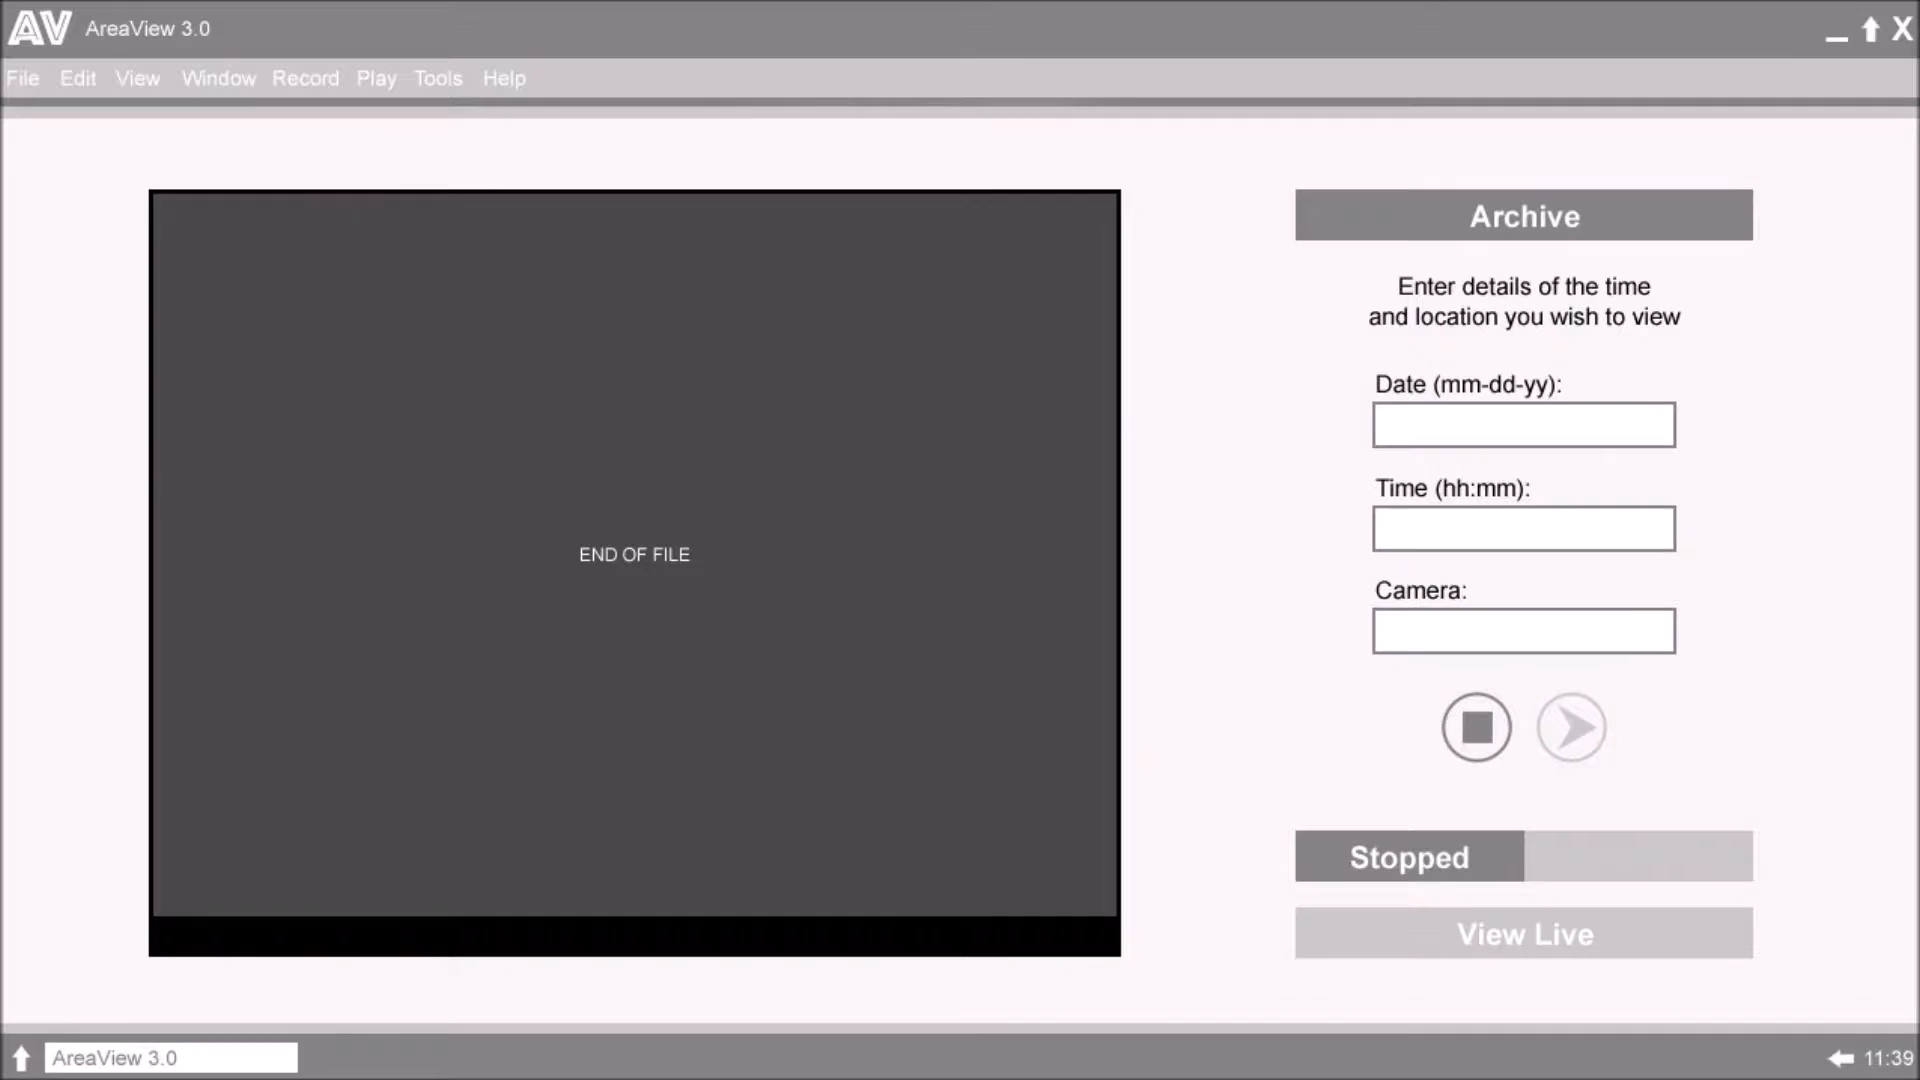 AV AreaView 3.0
X
File Edit View Window Record Play Tools Help
END OF FILE
Archive
Enter details of the time
and location you wish to view
Date (mm-dd-yy):
Time (hh:mm):
Camera:
Stopped
View Live
AreaView 3.0
11:39